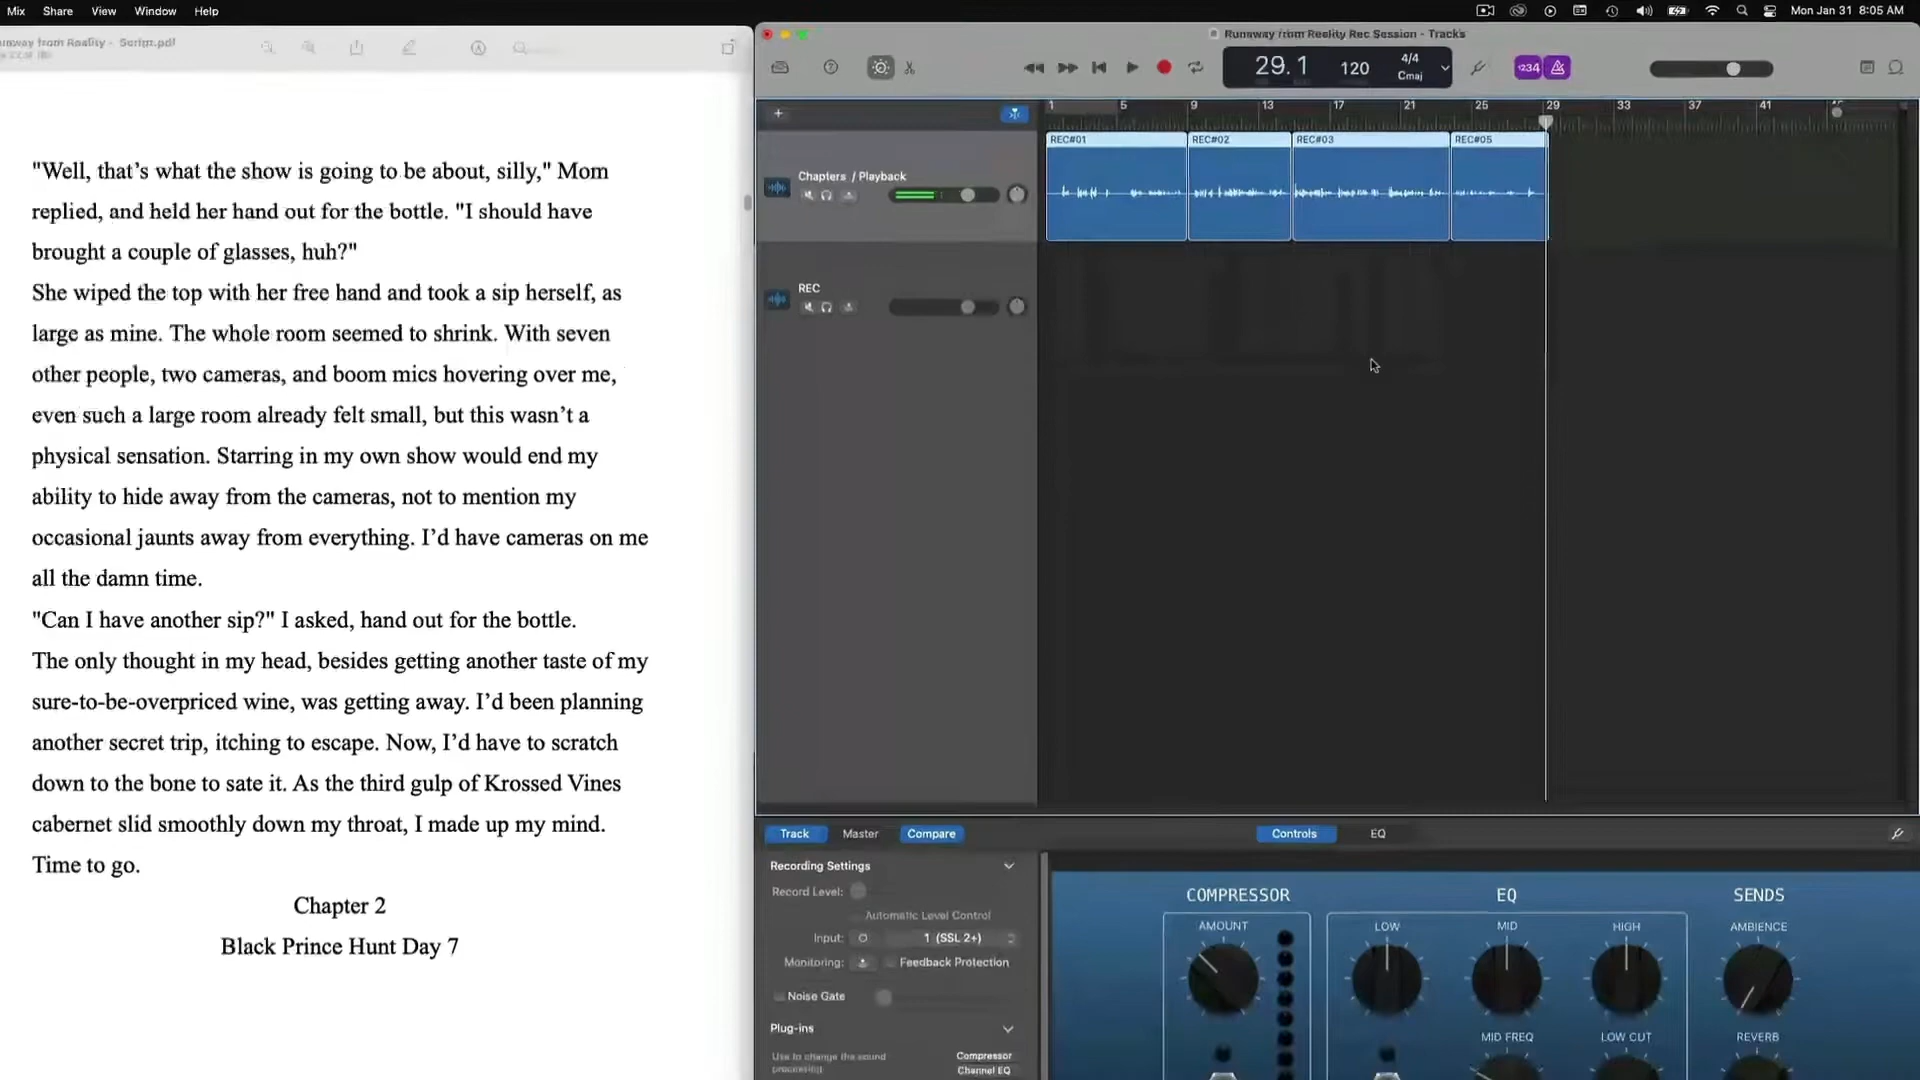 Mix Share View Window Help
Mon Jan 31 8:05 AM
Runaway from Reality - Script.pdf
"Well, that’s what the show is going to be about, silly," Mom
replied, and held her hand out for the bottle. "I should have
brought a couple of glasses, huh?"
She wiped the top with her free hand and took a sip herself, as
large as mine. The whole room seemed to shrink. With seven
other people, two cameras, and boom mics hovering over me,
even such a large room already felt small, but this wasn’t a
physical sensation. Starring in my own show would end my
ability to hide away from the cameras, not to mention my
occasional jaunts away from everything. I’d have cameras on me
all the damn time.
"Can I have another sip?" I asked, hand out for the bottle.
The only thought in my head, besides getting another taste of my
sure-to-be-overpriced wine, was getting away. I’d been planning
another secret trip, itching to escape. Now, I’d have to scratch
down to the bone to sate it. As the third gulp of Krossed Vines
cabernet slid smoothly down my throat, I made up my mind.
Time to go.
Chapter 2
Black Prince Hunt Day 7
Runaway from Reality Rec Session - Tracks
29.1 120 4/4
Cmaj
1234
1 5 9 13 17 21 25 29 33 37 41
REC#01 REC#02 REC#03 REC#05
Chapters / Playback
REC
Track Master Compare Controls EQ
Recording Settings
Record Level:
Automatic Level Control
Input: 1 (SSL 2+)
Monitoring: Feedback Protection
Noise Gate
Plug-ins
Use to change the sound
processing
Compressor
Channel EQ
COMPRESSOR EQ SENDS
AMOUNT LOW MID HIGH AMBIENCE
MID FREQ LOW CUT REVERB